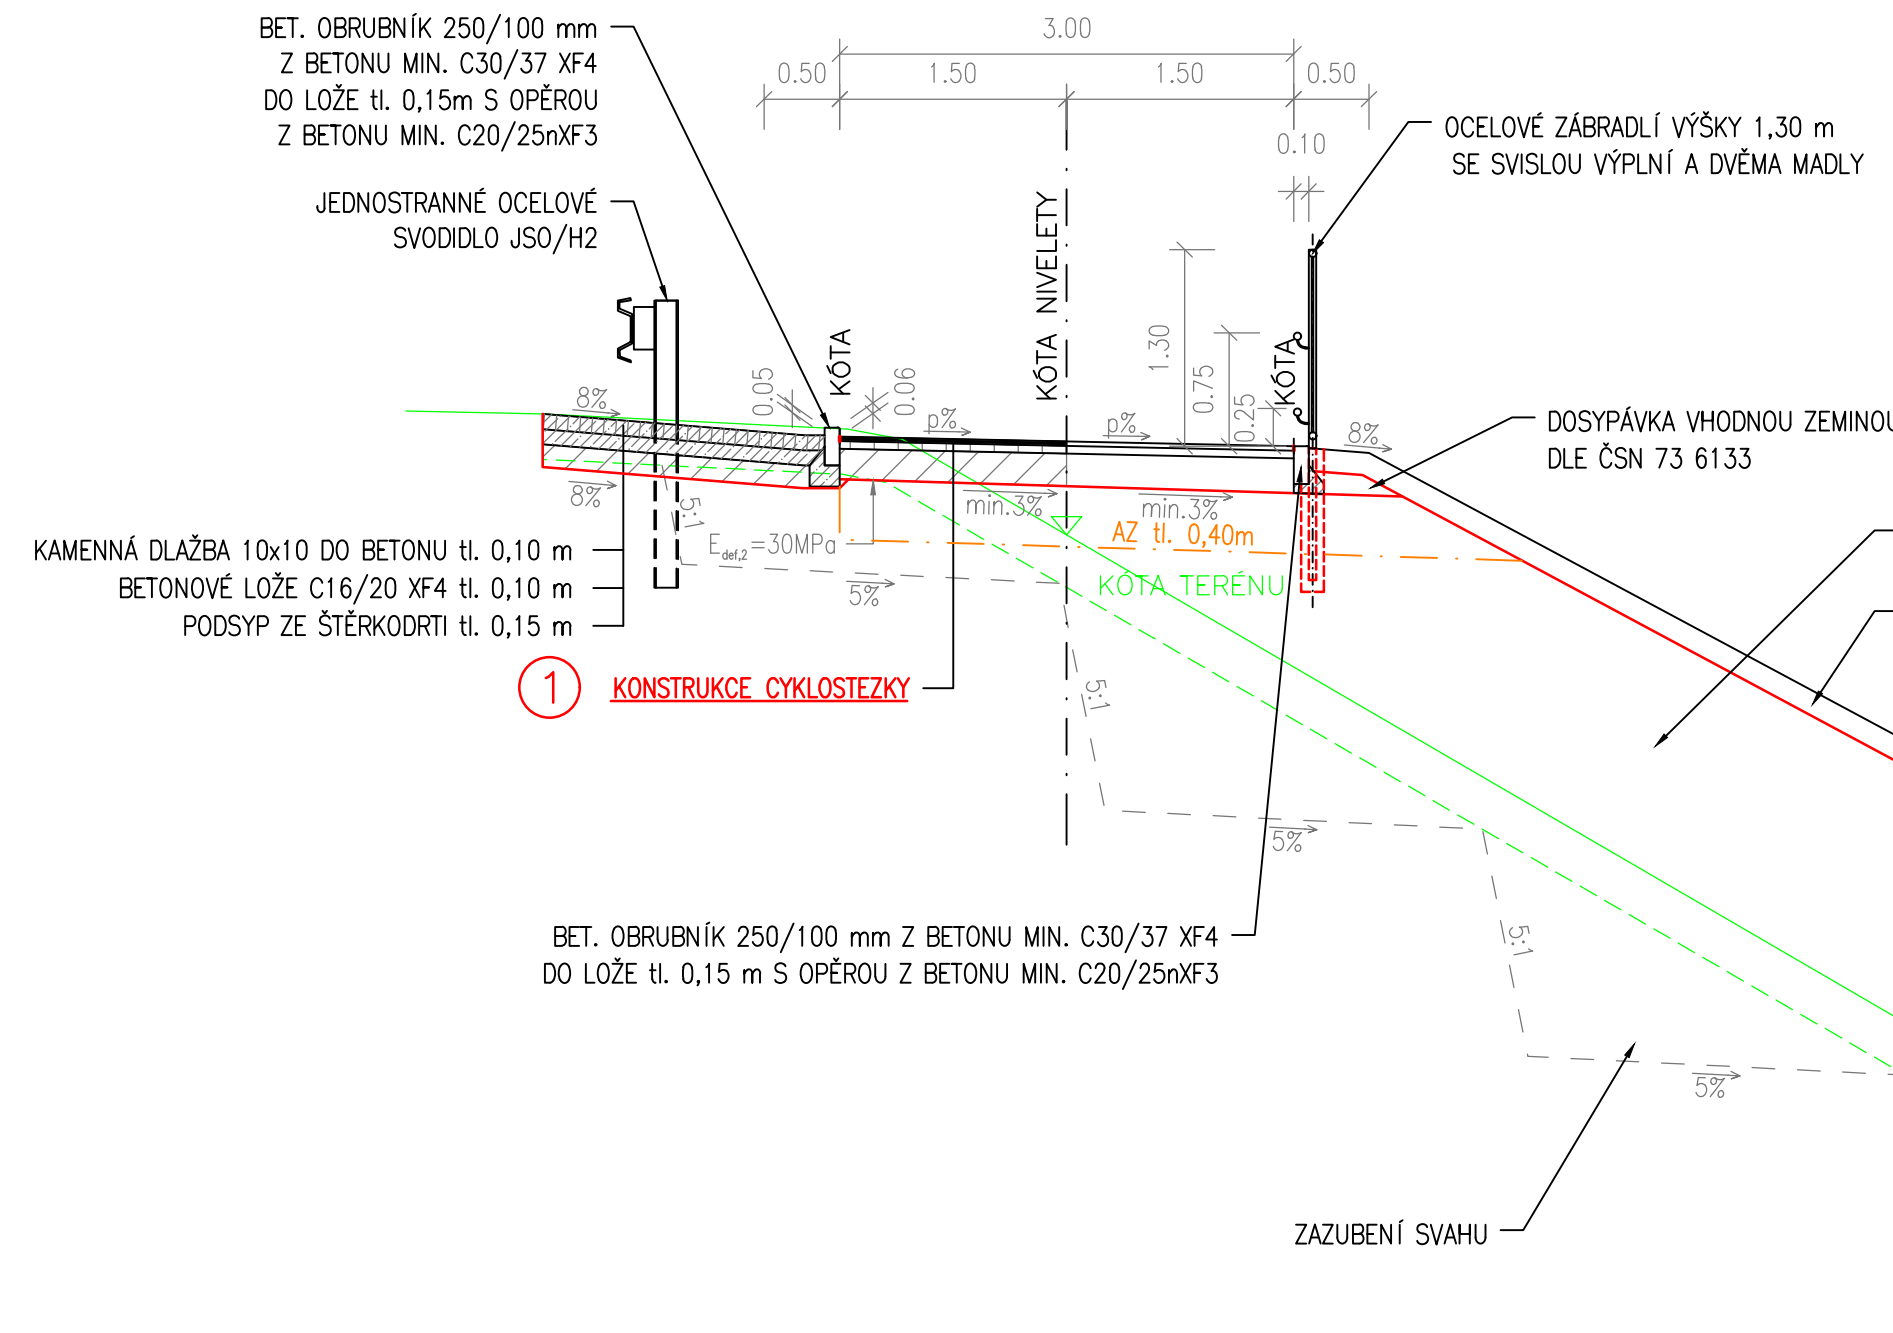 BET. OBRUBNÍK 250/100 mm
Z BETONU MIN. C30/37 XF4
DO LOŽE tl. 0,15m S OPĚROU
Z BETONU MIN. C20/25nXF3
JEDNOSTRANNÉ OCELOVÉ
SVODIDLO JSO/H2
3.00
0.50
1.50
1.50
0.50
0.10
OCELOVÉ ZÁBRADLÍ VÝŠKY 1,30 m
SE SVISLOU VÝPLNÍ A DVĚMA MADLY
KÓTA
KÓTA NIVELETY
KÓTA
1.30
0.75
0.25
0.05
0.06
8%
p%
p%
8%
DOSYPÁVKA VHODNOU ZEMINOU
DLE ČSN 73 6133
8%
5:1
min.3%
min.3%
AZ tl. 0,40m
Edef,2=30MPa
5%
KÓTA TERÉNU
KAMENNÁ DLAŽBA 10x10 DO BETONU tl. 0,10 m
BETONOVÉ LOŽE C16/20 XF4 tl. 0,10 m
PODSYP ZE ŠTĚRKODRTI tl. 0,15 m
1
KONSTRUKCE CYKLOSTEZKY
5:1
5%
BET. OBRUBNÍK 250/100 mm Z BETONU MIN. C30/37 XF4
DO LOŽE tl. 0,15 m S OPĚROU Z BETONU MIN. C20/25nXF3
5:1
5%
ZAZUBENÍ SVAHU